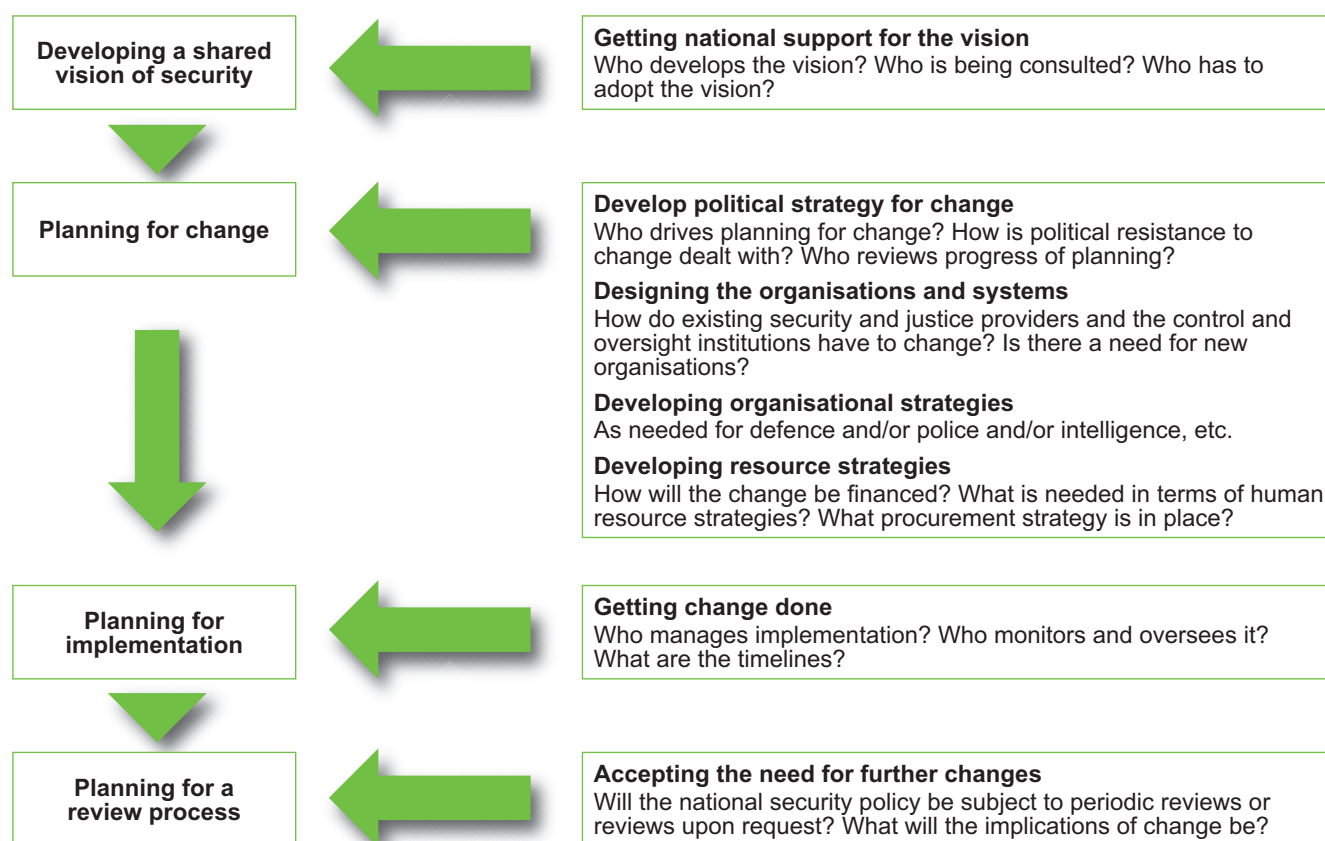 Developing a shared
vision of security
Getting national support for the vision
Who develops the vision? Who is being consulted? Who has to
adopt the vision?
Planning for change
Develop political strategy for change
Who drives planning for change? How is political resistance to
change dealt with? Who reviews progress of planning?
Designing the organisations and systems
How do existing security and justice providers and the control and
oversight institutions have to change? Is there a need for new
organisations?
Developing organisational strategies
As needed for defence and/or police and/or intelligence, etc.
Developing resource strategies
How will the change be financed? What is needed in terms of human
resource strategies? What procurement strategy is in place?
Planning for
implementation
Getting change done
Who manages implementation? Who monitors and oversees it?
What are the timelines?
Planning for a
review process
Accepting the need for further changes
Will the national security policy be subject to periodic reviews or
reviews upon request? What will the implications of change be?